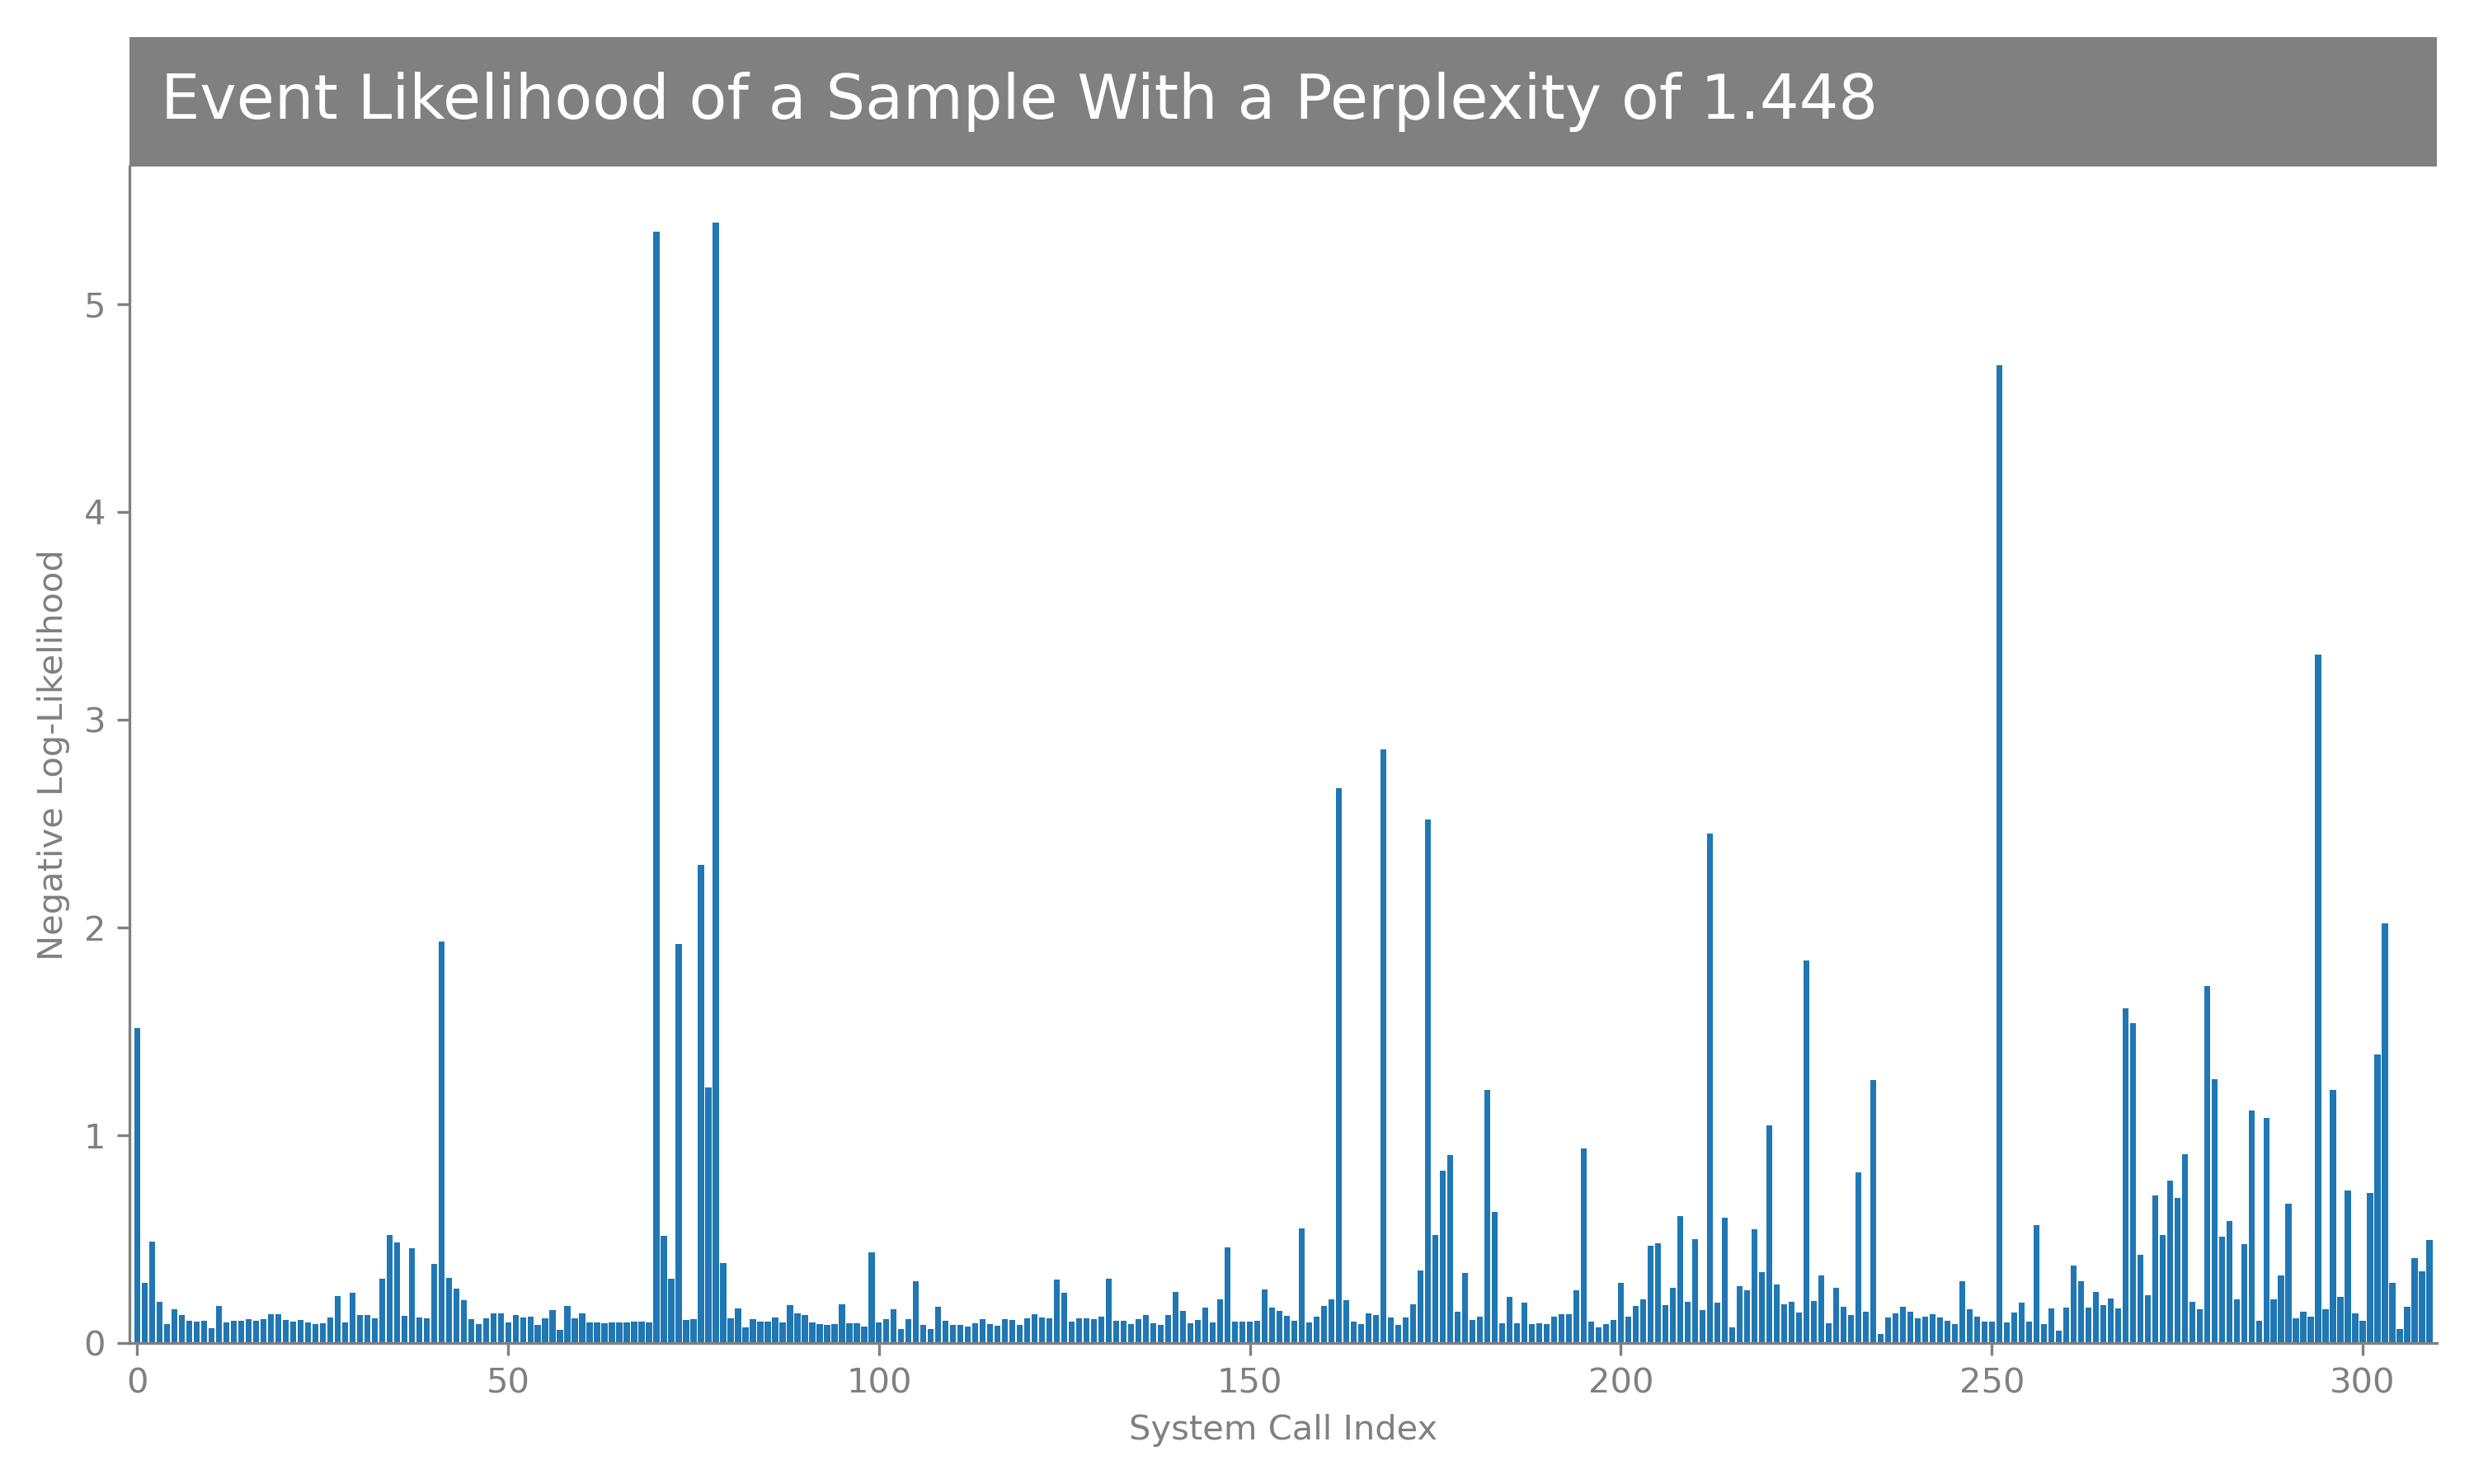 Event Likelihood of a Sample With a Perplexity of 1.448
5
4
3
2
1
0
Negative Log-Likelihood
0 50 100 150 200 250 300
System Call Index